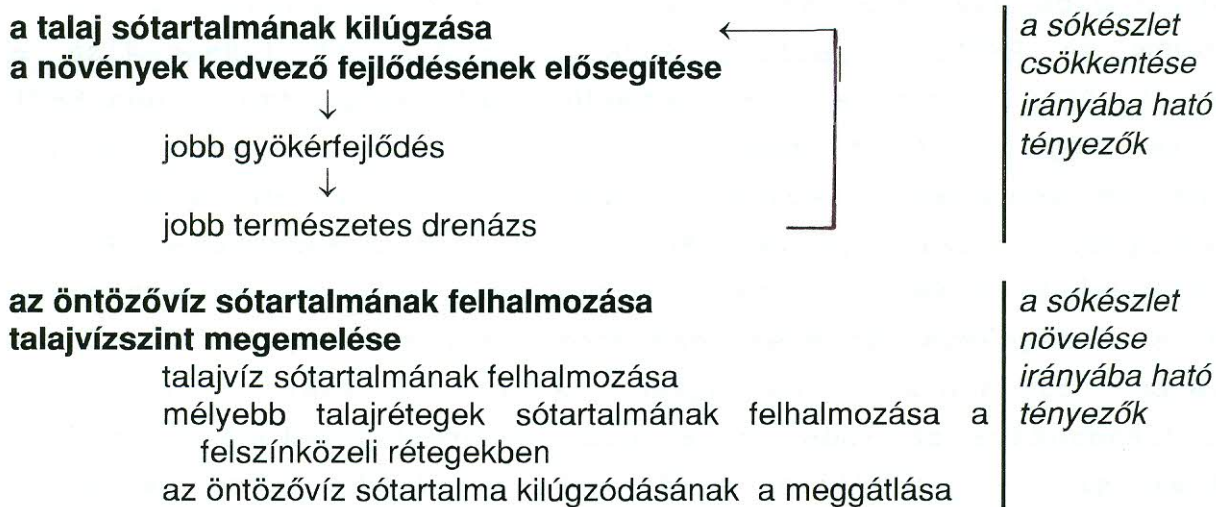 a talaj sótartalmának kilúgzása
a növények kedvező fejlődésének elősegítése
↓
jobb gyökérfejlődés
↓
jobb természetes drenázs
a sókészlet
csökkentése
irányába ható
tényezők
az öntözővíz sótartalmának felhalmozása
talajvízszint megemelése
talajvíz sótartalmának felhalmozása
mélyebb talajrétegek sótartalmának felhalmozása a
felszínközeli rétegekben
az öntözővíz sótartalma kilúgzódásának a meggátlása
a sókészlet
növelése
irányába ható
tényezők